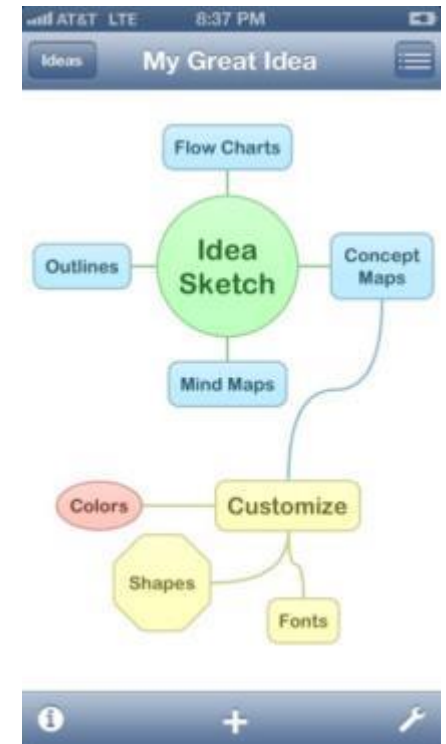 AT&T LTE 8:37 PM
Ideas My Great Idea
Flow Charts
Idea
Sketch
Outlines
Concept
Maps
Mind Maps
Colors
Customize
Shapes
Fonts